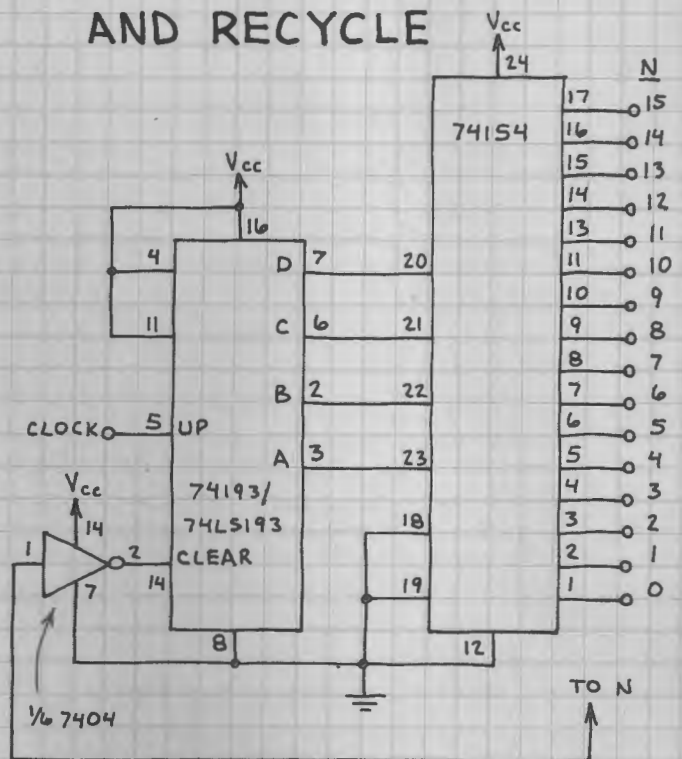 AND RECYCLE
Vcc
24
N
74154
17 15
16 14
15 13
14 12
13 11
11 10
10 9
9 8
8 7
7 6
6 5
5 4
4 3
3 2
2 1
1 0
Vcc
16
4
11
D 7 20
C 6 21
B 2 22
A 3 23
CLOCK 5 UP
74193/
74LS193
18
19
Vcc
14
1 2 14 CLEAR
7
8
12
1/6 7404
TO N